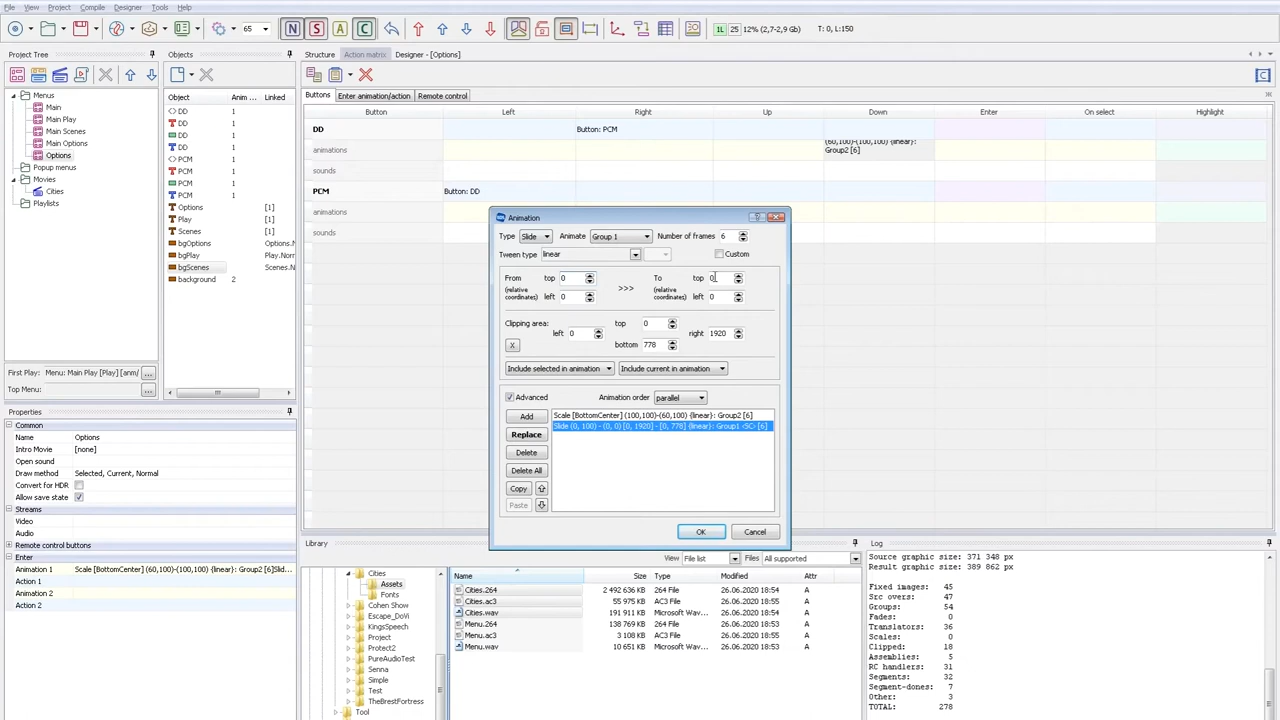 File View Project Compile Designer Tools Help
65 N S A C 1L 25 12% (2,7-2,9 Gb) T: 0, L:150
Project Tree
Menus
Main
Main Play
Main Scenes
Main Options
Options
Popup menus
Movies
Cities
Playlists
First Play: Menu: Main Play [Play] [anm/ ...
Top Menu: ...
Objects
Object Anim ... Linked
DD 1
DD 1
DD 1
DD 1
PCM 1
PCM 1
PCM 1
PCM 1
Options [1]
Play [1]
Scenes [1]
bgOptions Options.N
bgPlay Play.Norm
bgScenes Scenes.N
background 2
Structure Action matrix Designer - [Options]
Buttons Enter animation/action Remote control
Button Left Right Up Down Enter On select Highlight
DD Button: PCM
animations (60,100)-(100,100) {linear}:
Group2 [6]
sounds
PCM Button: DD
animations
sounds
Animation
Type Slide Animate Group 1 Number of frames 6
Tween type linear Custom
From top 0 To top 0
(relative coordinates) left 0 >>> (relative coordinates) left 0
Clipping area: top 0
left 0 right 1920
X bottom 778
Include selected in animation Include current in animation
Advanced Animation order parallel
Add
Replace
Delete
Delete All
Copy
Paste
Scale [BottomCenter] (100,100)-(60,100) {linear}: Group2 [6]
Slide (0, 100) - (0, 0) [0, 1920] - [0, 778] {linear}: Group1 <SC> [6]
OK Cancel
Properties
Common
Name Options
Intro Movie [none]
Open sound
Draw method Selected, Current, Normal
Convert for HDR
Allow save state
Streams
Video
Audio
Remote control buttons
Enter
Animation 1 Scale [BottomCenter] (60,100)-(100,100) {linear}: Group2 [6]Slid...
Action 1
Animation 2
Action 2
Library
View File list Files All supported
Cities
Assets
Fonts
Cohen Show
Escape_DoVi
KingsSpeech
Project
Protect2
PureAudioTest
Senna
Simple
Test
TheBrestFortress
Tool
Name Size Type Modified Attr
Cities.264 2 492 636 KB 264 File 26.06.2020 18:54 A
Cities.ac3 55 975 KB AC3 File 26.06.2020 18:54 A
Cities.wav 191 911 KB Microsoft Wav... 26.06.2020 18:54 A
Menu.264 138 769 KB 264 File 26.06.2020 18:53 A
Menu.ac3 3 108 KB AC3 File 26.06.2020 18:53 A
Menu.wav 10 651 KB Microsoft Wav... 26.06.2020 18:53 A
Log
Source graphic size: 371 348 px
Result graphic size: 389 862 px
Fixed images: 45
Src overs: 47
Groups: 54
Fades: 0
Translators: 36
Scales: 0
Clipped: 18
Assemblies: 5
RC handlers: 31
Segments: 32
Segment-dones: 7
Other: 3
TOTAL: 278